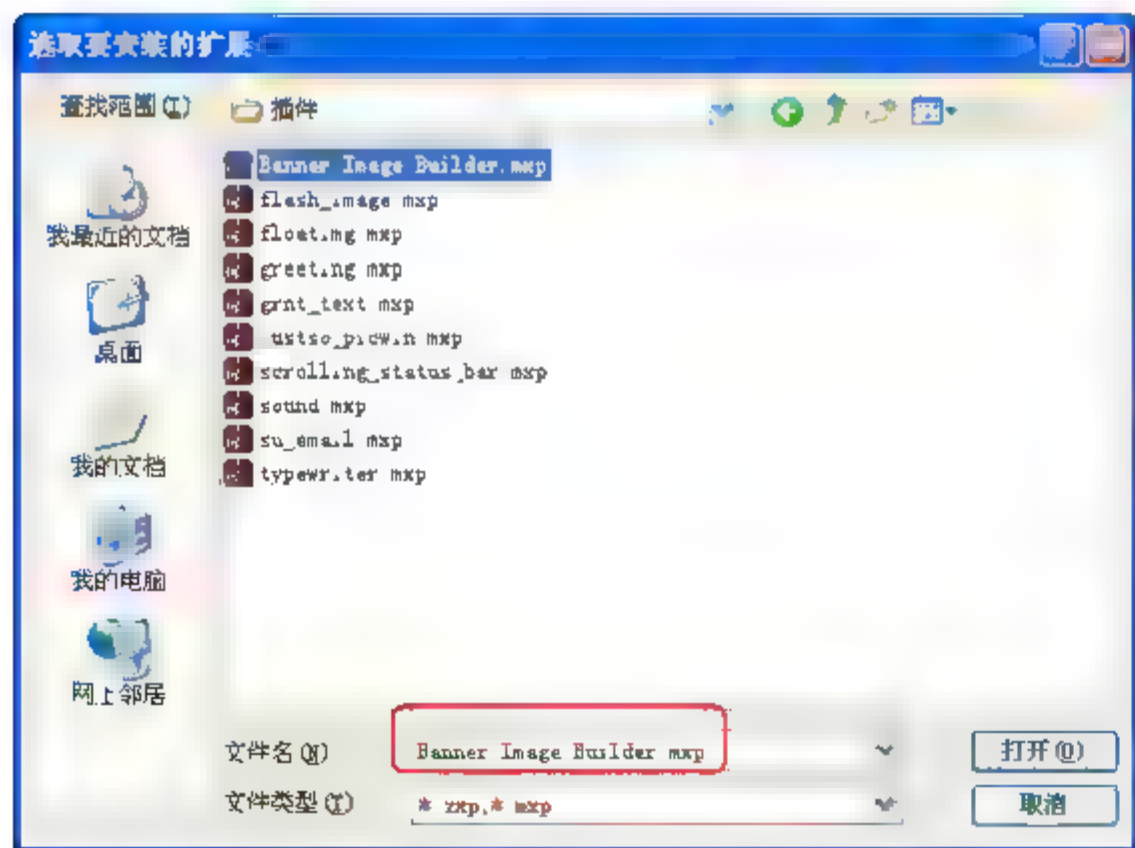 选取要安装的扩展
查找范围(I) 插件
Banner Image Builder.mxp
flash_image mxp
floatimg mxp
greeting mxp
grnt_text mxp
scrolling_status_bar mxp
sound mxp
su_email mxp
typewriter mxp
我最近的文档
桌面
我的文档
我的电脑
网上邻居
文件名(N) Banner Image Builder mxp 打开(O)
文件类型(T) * zxp,* mxp 取消